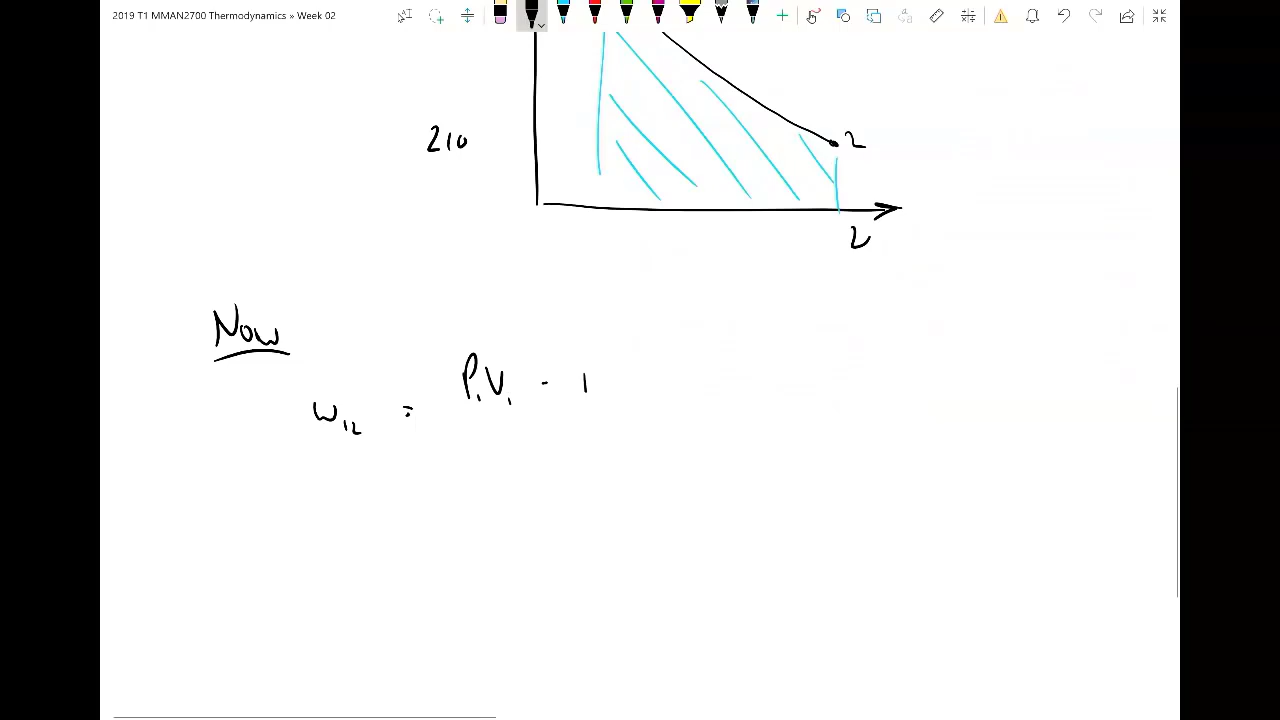 2019 T1 MMAN2700 Thermodynamics » Week 02
210
2
2
Now
P₁V₁ - 1
W₁₂ =